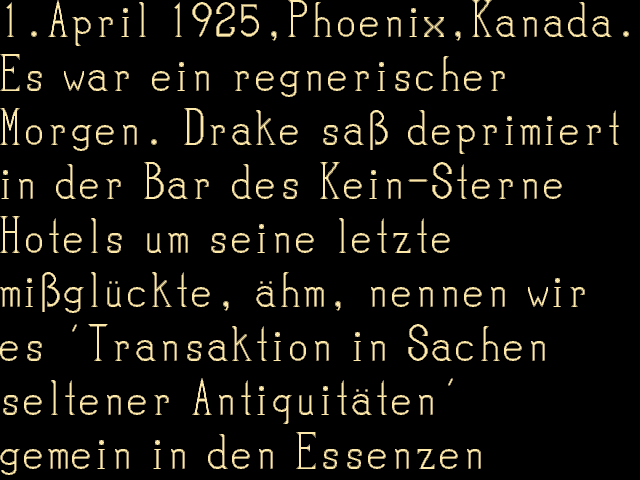 1.April 1925,Phoenix,Kanada.
Es war ein regnerischer
Morgen. Drake saß deprimiert
in der Bar des Kein-Sterne
Hotels um seine letzte
mißglückte, ähm, nennen wir
es 'Transaktion in Sachen
seltener Antiquitäten'
gemein in den Essenzen